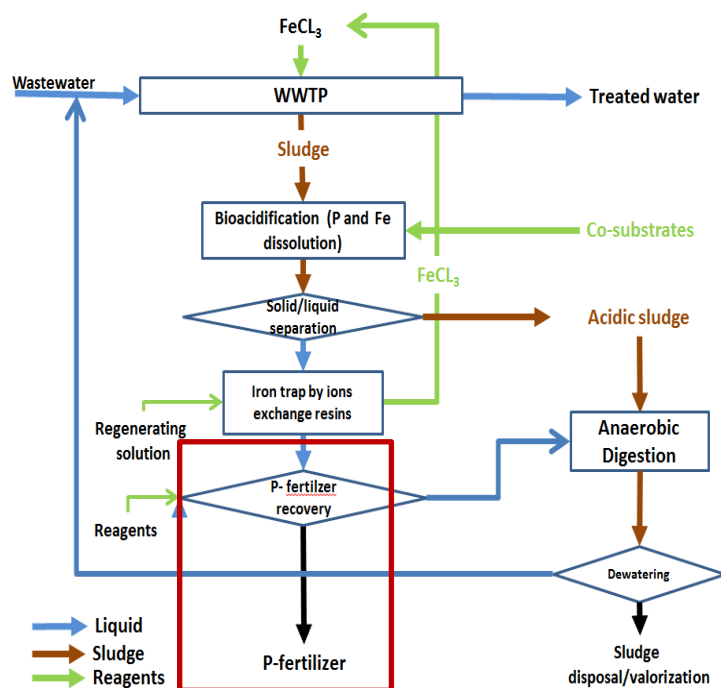 FeCL3
Wastewater
WWTP
Treated water
Sludge
Bioacidification (P and Fe
dissolution)
Co-substrates
FeCL3
Solid/liquid
separation
Acidic sludge
Iron trap by ions
exchange resins
Regenerating
solution
Anaerobic
Digestion
P- fertilzer
recovery
Reagents
Dewatering
Liquid
Sludge
Reagents
P-fertilizer
Sludge
disposal/valorization